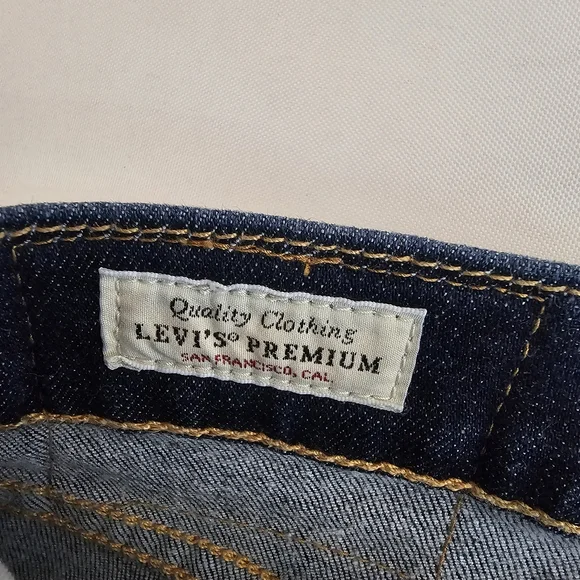 Quality Clothing
LEVI'S® PREMIUM
SAN FRANCISCO, CAL.